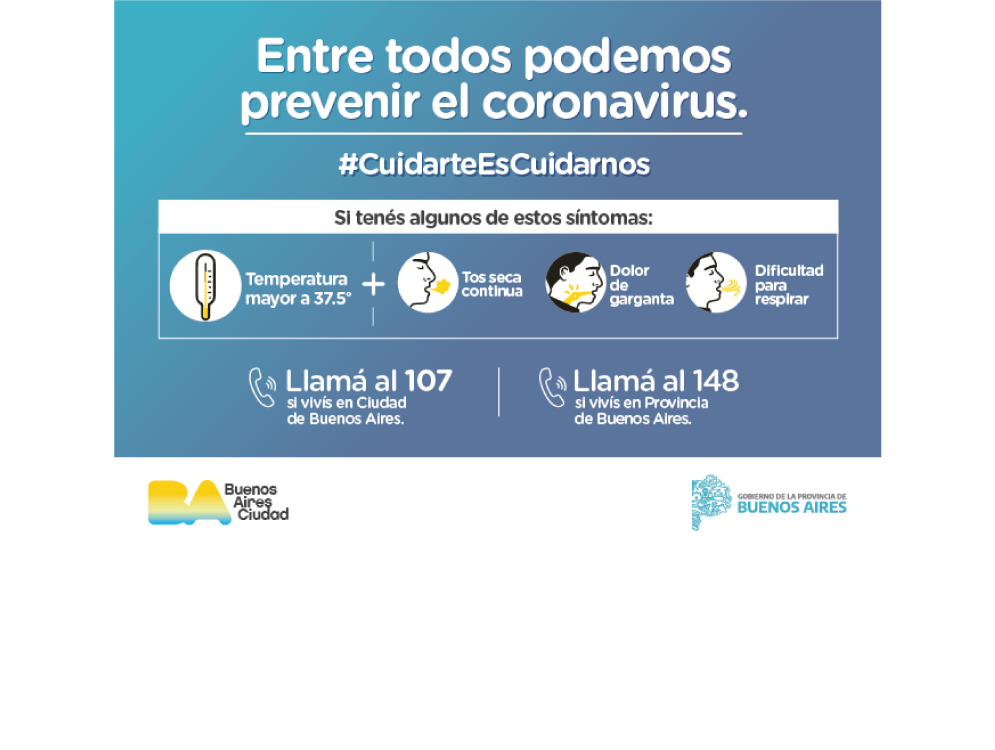 Entre todos podemos
prevenir el coronavirus.
#CuidarteEsCuidarnos
Si tenés algunos de estos síntomas:
Temperatura
mayor a 37.5°
+
Tos seca
continua
Dolor
de
garganta
Dificultad
para
respirar
Llamá al 107
si vivís en Ciudad
de Buenos Aires.
Llamá al 148
si vivís en Provincia
de Buenos Aires.
BA
Buenos
Aires
Ciudad
GOBIERNO DE LA PROVINCIA DE
BUENOS AIRES